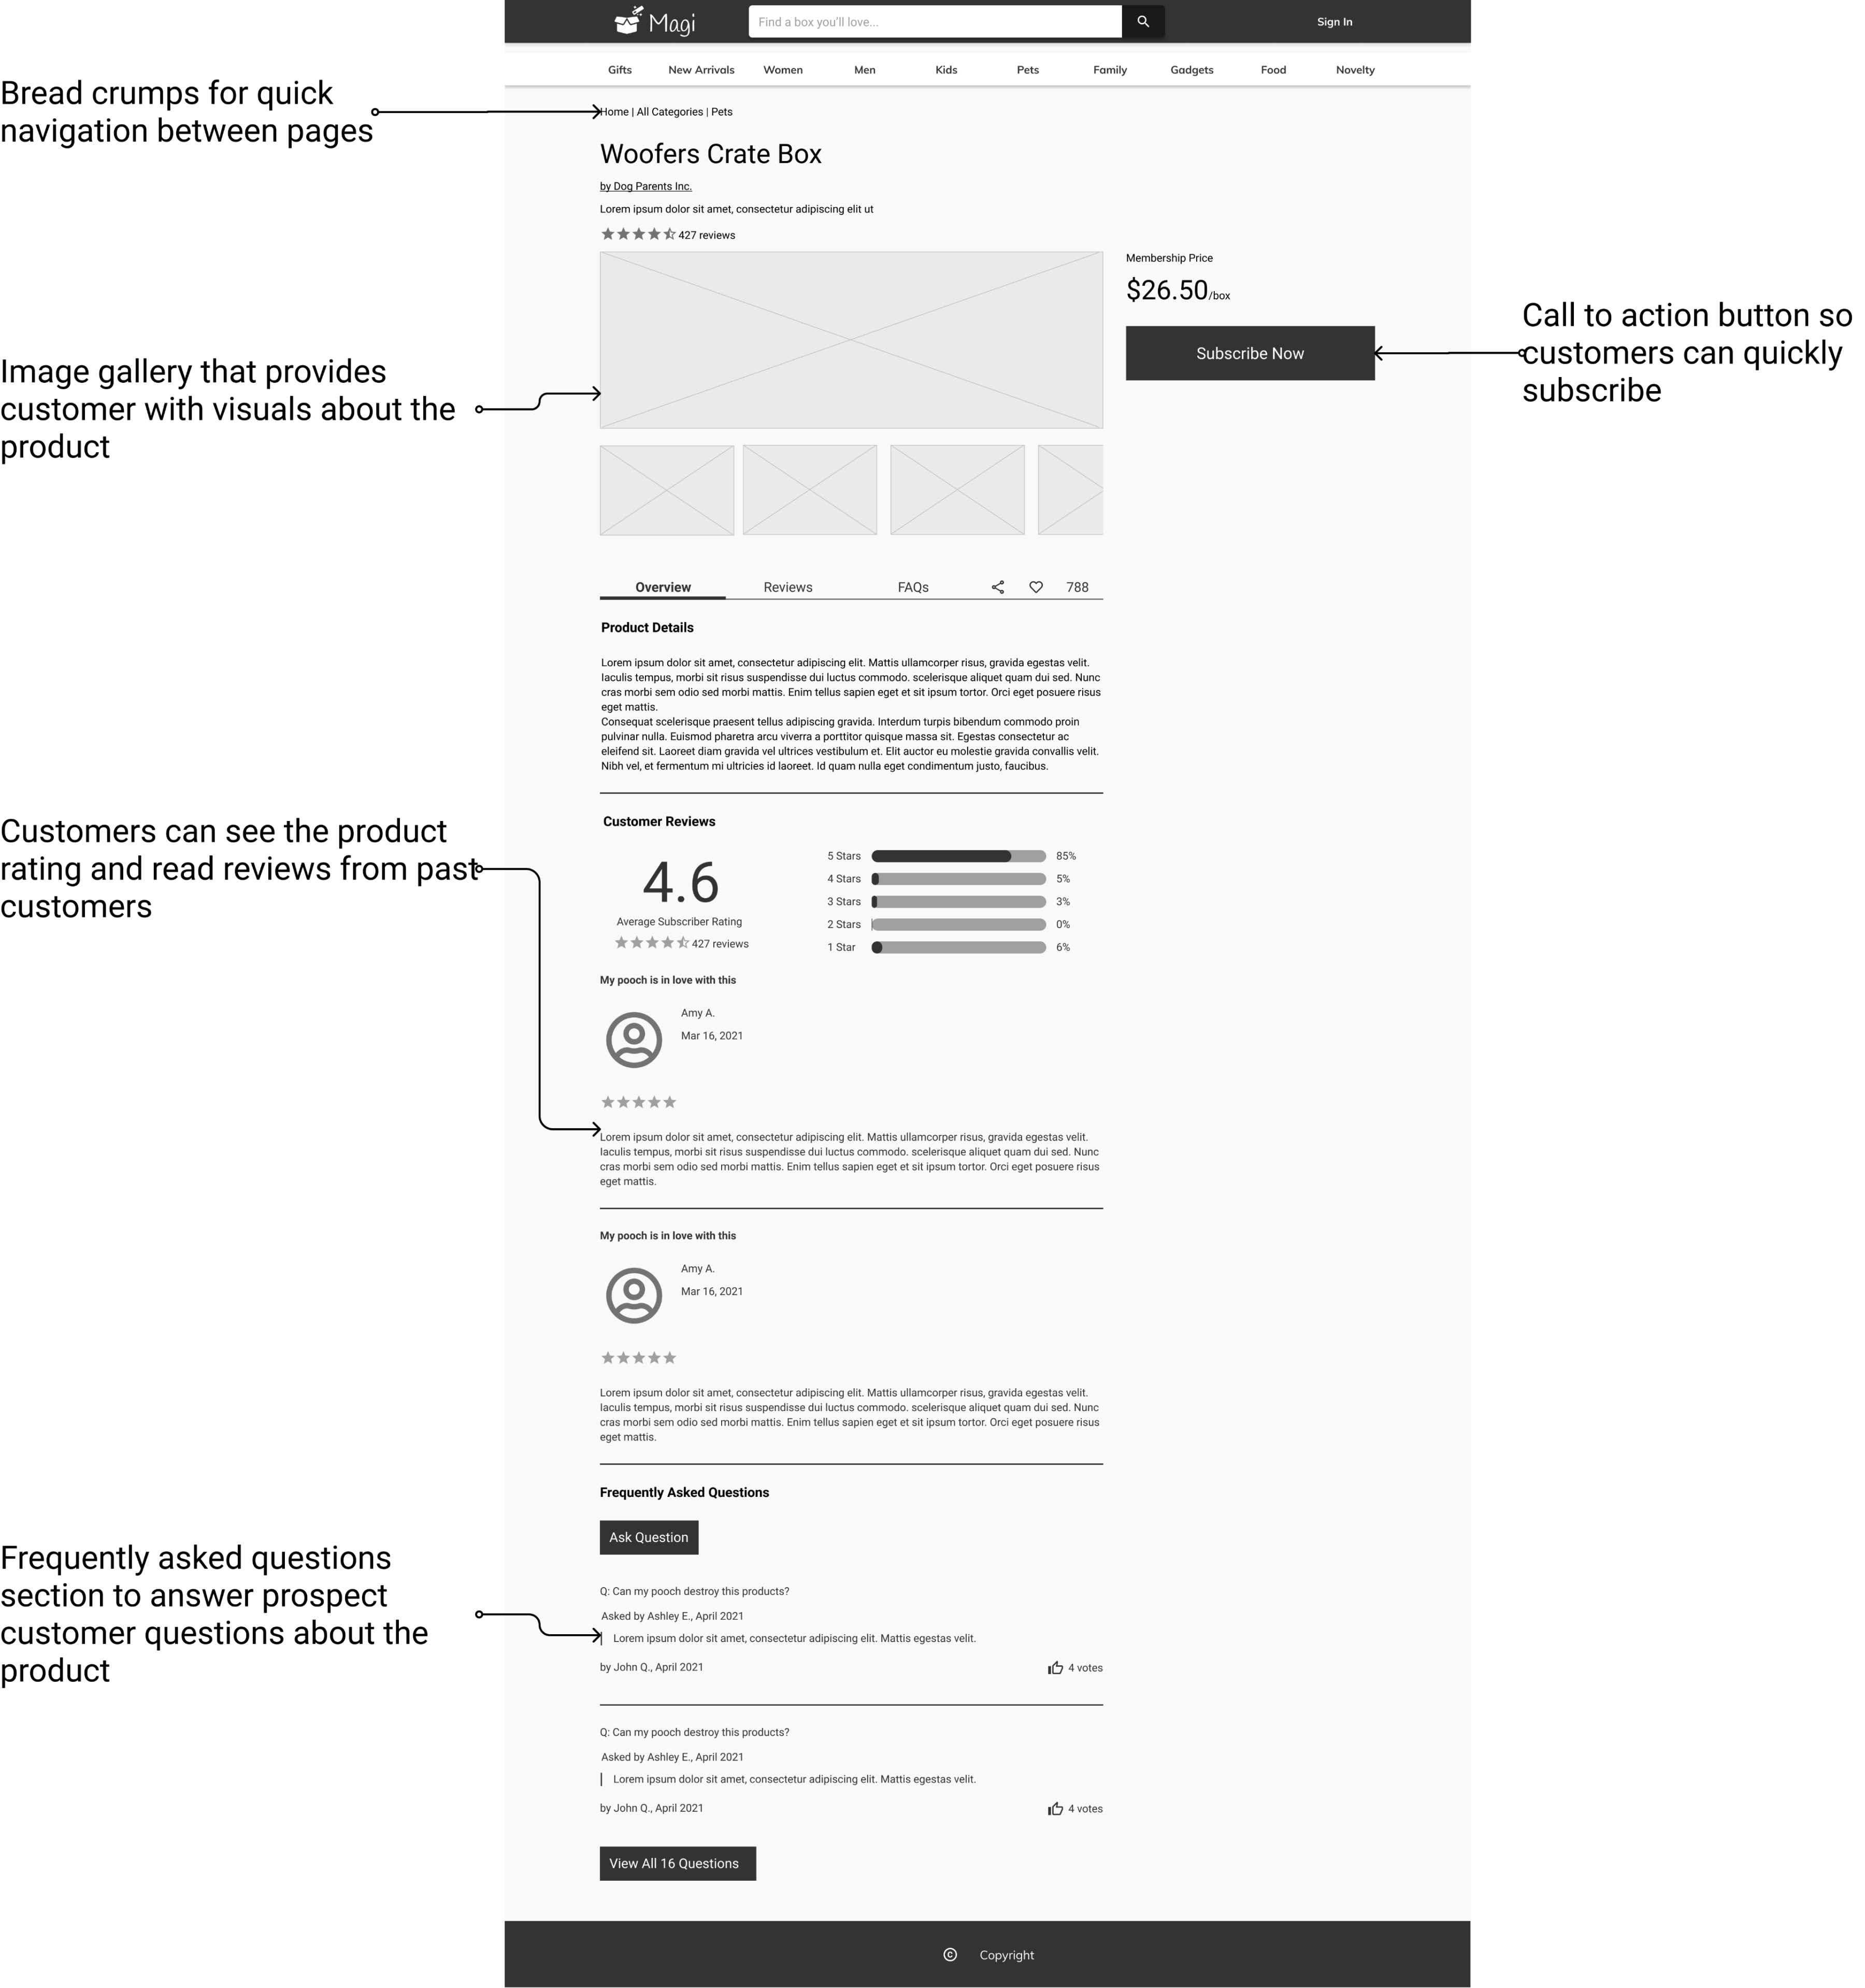 Magi
Find a box you'll love...
Sign In
Gifts New Arrivals Women Men Kids Pets Family Gadgets Food Novelty
Bread crumps for quick
navigation between pages
Home | All Categories | Pets
Woofers Crate Box
by Dog Parents Inc.
Lorem ipsum dolor sit amet, consectetur adipiscing elit ut
427 reviews
Membership Price
$26.50/box
Subscribe Now
Call to action button so
customers can quickly
subscribe
Image gallery that provides
customer with visuals about the
product
Overview Reviews FAQs 788
Product Details
Lorem ipsum dolor sit amet, consectetur adipiscing elit. Mattis ullamcorper risus, gravida egestas velit.
Iaculis tempus, morbi sit risus suspendisse dui luctus commodo. scelerisque aliquet quam dui sed. Nunc
cras morbi sem odio sed morbi mattis. Enim tellus sapien eget et sit ipsum tortor. Orci eget posuere risus
eget mattis.
Consequat scelerisque praesent tellus adipiscing gravida. Interdum turpis bibendum commodo proin
pulvinar nulla. Euismod pharetra arcu viverra a porttitor quisque massa sit. Egestas consectetur ac
eleifend sit. Laoreet diam gravida vel ultrices vestibulum et. Elit auctor eu molestie gravida convallis velit.
Nibh vel, et fermentum mi ultricies id laoreet. Id quam nulla eget condimentum justo, faucibus.
Customers can see the product
rating and read reviews from past
customers
Customer Reviews
4.6
Average Subscriber Rating
427 reviews
5 Stars 85%
4 Stars 5%
3 Stars 3%
2 Stars 0%
1 Star 6%
My pooch is in love with this
Amy A.
Mar 16, 2021
Lorem ipsum dolor sit amet, consectetur adipiscing elit. Mattis ullamcorper risus, gravida egestas velit.
Iaculis tempus, morbi sit risus suspendisse dui luctus commodo. scelerisque aliquet quam dui sed. Nunc
cras morbi sem odio sed morbi mattis. Enim tellus sapien eget et sit ipsum tortor. Orci eget posuere risus
eget mattis.
My pooch is in love with this
Amy A.
Mar 16, 2021
Lorem ipsum dolor sit amet, consectetur adipiscing elit. Mattis ullamcorper risus, gravida egestas velit.
Iaculis tempus, morbi sit risus suspendisse dui luctus commodo. scelerisque aliquet quam dui sed. Nunc
cras morbi sem odio sed morbi mattis. Enim tellus sapien eget et sit ipsum tortor. Orci eget posuere risus
eget mattis.
Frequently Asked Questions
Ask Question
Frequently asked questions
section to answer prospect
customer questions about the
product
Q: Can my pooch destroy this products?
Asked by Ashley E., April 2021
Lorem ipsum dolor sit amet, consectetur adipiscing elit. Mattis egestas velit.
by John Q., April 2021
4 votes
Q: Can my pooch destroy this products?
Asked by Ashley E., April 2021
Lorem ipsum dolor sit amet, consectetur adipiscing elit. Mattis egestas velit.
by John Q., April 2021
4 votes
View All 16 Questions
© Copyright